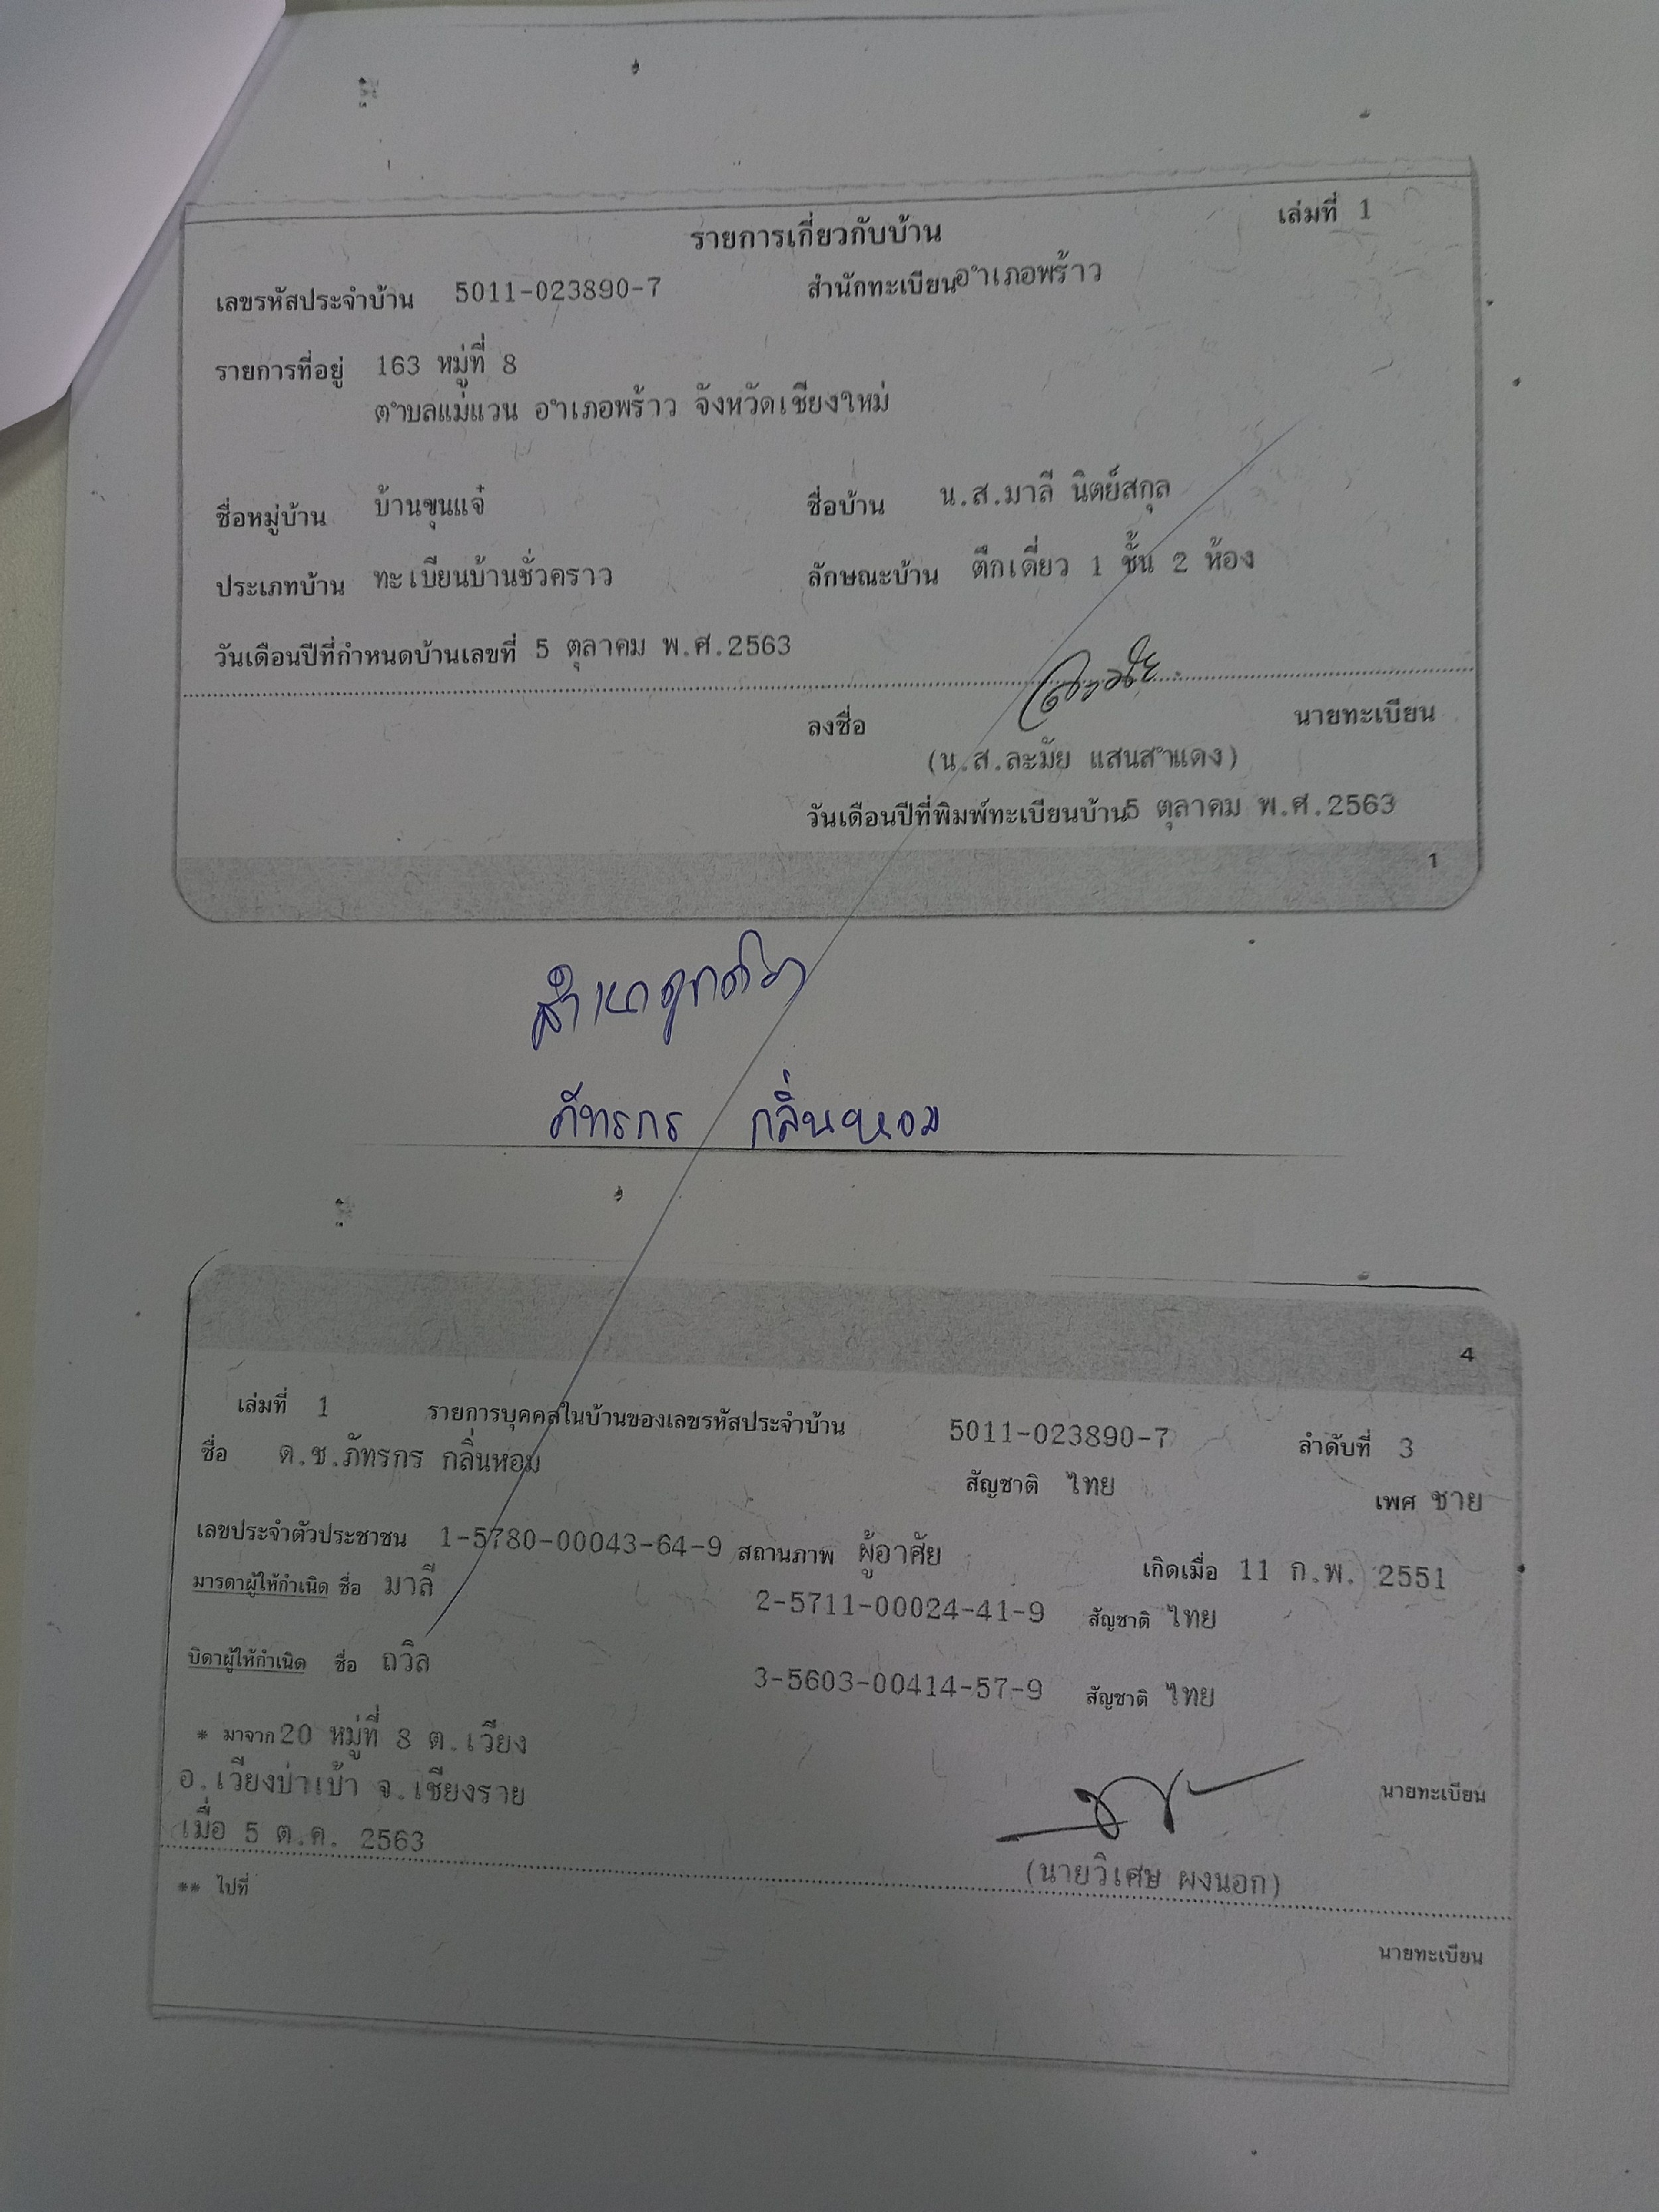 เล่มที่ 1
รายการเกี่ยวกับบ้าน
เลขรหัสประจำบ้าน 5011-023890-7 สำนักทะเบียน อำเภอพร้าว
รายการที่อยู่ 163 หมู่ที่ 8
ตำบลแม่แวน อำเภอพร้าว จังหวัดเชียงใหม่
ชื่อหมู่บ้าน บ้านขุนแจ๋ ชื่อบ้าน น.ส.มาลี นิตย์สกุล
ประเภทบ้าน ทะเบียนบ้านชั่วคราว ลักษณะบ้าน ตึกเดี่ยว 1 ชั้น 2 ห้อง
วันเดือนปีที่กำหนดบ้านเลขที่ 5 ตุลาคม พ.ศ.2563
ลงชื่อ นายทะเบียน
(น.ส.ละมัย แสนสำแดง)
วันเดือนปีที่พิมพ์ทะเบียนบ้าน 5 ตุลาคม พ.ศ.2563
1
สำเนาถูกต้อง
ภัทรกร กลิ่นหอม
4
เล่มที่ 1 รายการบุคคลในบ้านของเลขรหัสประจำบ้าน 5011-023890-7 ลำดับที่ 3
ชื่อ ด.ช.ภัทรกร กลิ่นหอม สัญชาติ ไทย เพศ ชาย
เลขประจำตัวประชาชน 1-5780-00043-64-9 สถานภาพ ผู้อาศัย เกิดเมื่อ 11 ก.พ. 2551
มารดาผู้ให้กำเนิด ชื่อ มาลี 2-5711-00024-41-9 สัญชาติ ไทย
บิดาผู้ให้กำเนิด ชื่อ ถวิล 3-5603-00414-57-9 สัญชาติ ไทย
* มาจาก 20 หมู่ที่ 8 ต.เวียง
อ.เวียงป่าเป้า จ.เชียงราย นายทะเบียน
เมื่อ 5 ต.ค. 2563
(นายวิเศษ ผงนอก)
** ไปที่
นายทะเบียน